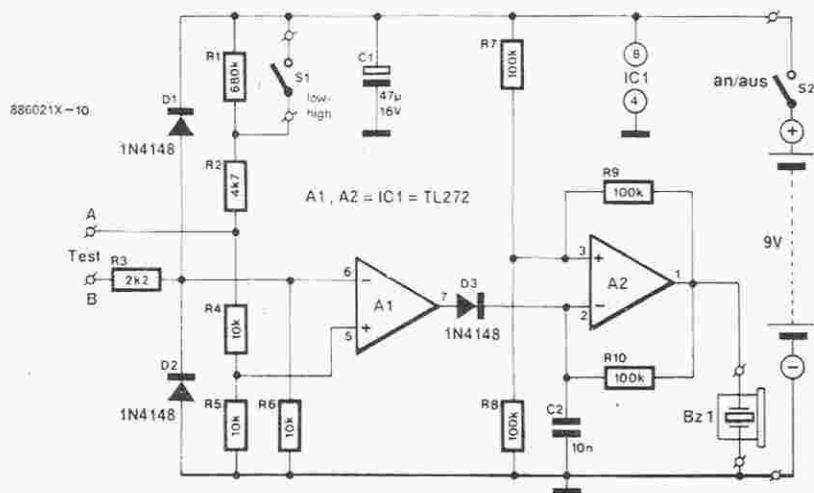 886021X-10
R1
680k
S1
low/
high
C1
47µ
16V
R7
100k
8
IC1
4
an/aus
S2
+
D1
1N4148
R2
4k7
A1, A2 = IC1 = TL272
R9
100k
A
Test
R3
2k2
B
6
−
A1
7
+
5
D3
1N4148
3
+
A2
1
−
2
9V
R4
10k
R10
100k
D2
1N4148
R5
10k
R6
10k
R8
100k
C2
10n
Bz1
−